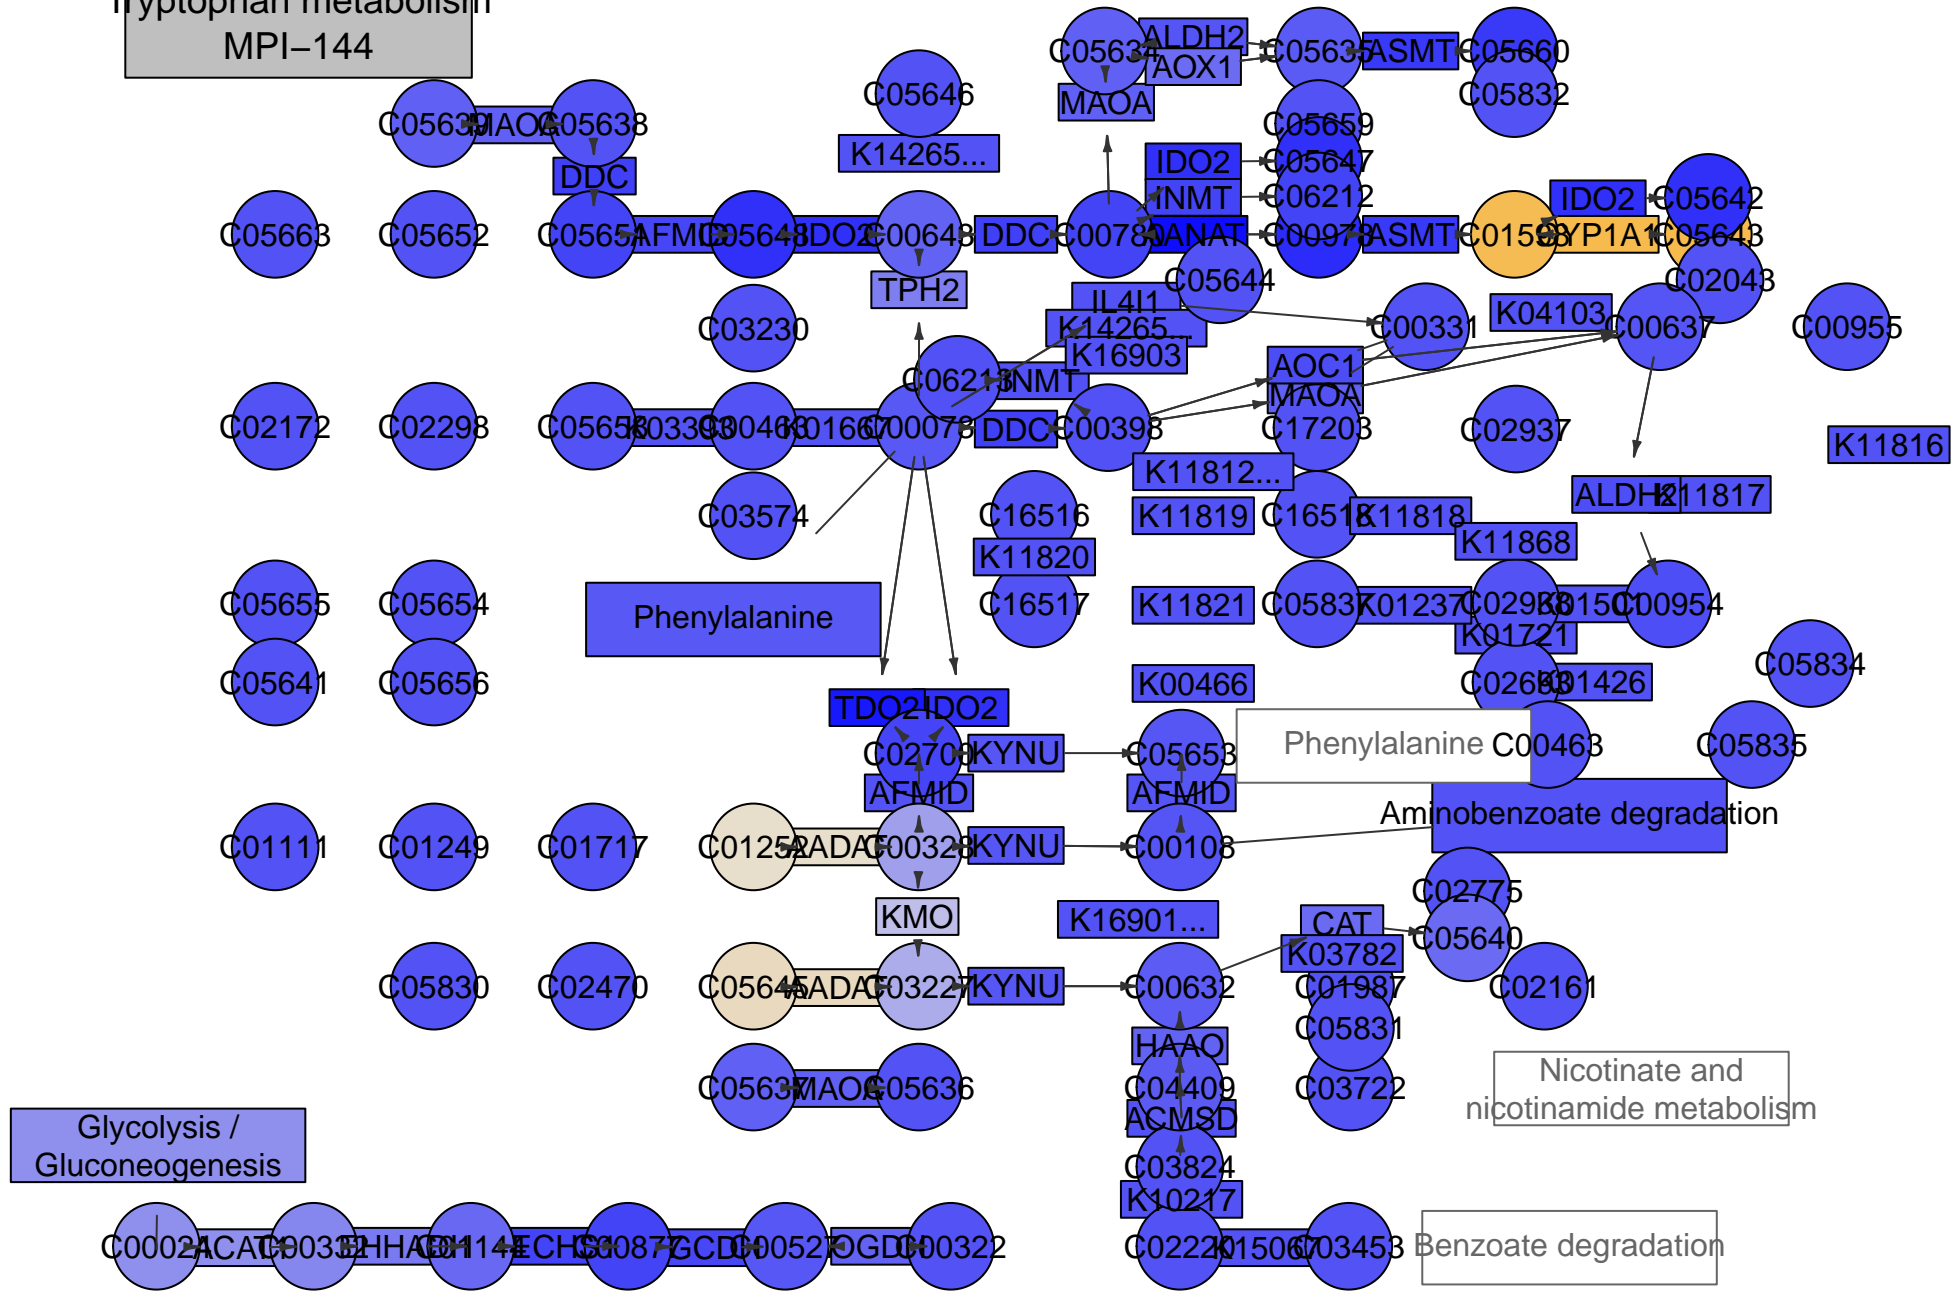 Tryptophan metabolism
MPI–144
C05634
ALDH2
AOX1
C05635
ASMT
C05660
C05832
MAOA
C05646
K14265...
C05639
MAOA
C05638
DDC
C05659
IDO2
C05647
INMT
C06212
IDO2
C05642
C05663
C05652
C05651
AFMID
C05648
IDO2
C00643
DDC
C00780
AANAT
C00978
ASMT
C01598
CYP1A1
C05643
C02043
TPH2
C05644
IL4I1
K14265...
K16903
C03230
C00331
K04103
C00637
C00955
C06213
INMT
AOC1
MAOA
C02172
C02298
C05658
K03393
C00463
K01667
C00078
DDC
C00398
C17203
C02937
K11816
K11812...
ALDH2
K11817
C03574
C16516
K11819
C16518
K11818
K11868
K11820
C16517
C05655
C05654
Phenylalanine
K11821
C05837
K01237
C02938
K01501
C00954
K01721
C05641
C05656
K00466
C02693
K01426
C05834
TDO2
IDO2
C02700
KYNU
C05653
Phenylalanine
C00463
C05835
AFMID
AFMID
Aminobenzoate degradation
C01111
C01249
C01717
C01252
AADAT
C00328
KYNU
C00108
C02775
KMO
K16901...
CAT
K03782
C05640
C05830
C02470
C05645
AADAT
C03227
KYNU
C00632
C01987
C02161
C05831
HAAO
C05637
MAOA
C05636
C04409
C03722
Nicotinate and
nicotinamide metabolism
ACMSD
Glycolysis /
Gluconeogenesis
C03824
K10217
C00024
ACAT1
C00332
EHHADH
C01144
ECHS1
C00877
GCDH
C00527
OGDH
C00322
C02220
K15067
C03453
Benzoate degradation